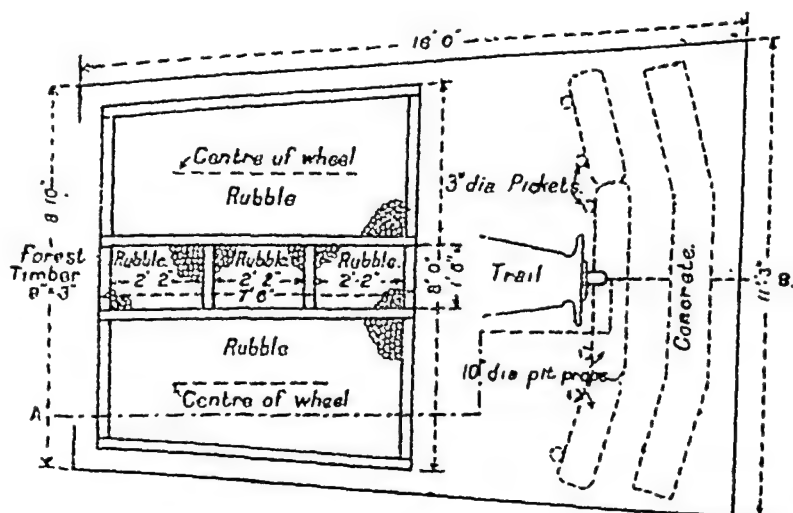 16' 0"
Centre of wheel
Rubble
3" dia Pickets.
8' 10"
Forest
Timber
Rubble. Rubble. Rubble.
2' 2" 2' 2" 2'-2"
7' 6"
8' 0"
1' 6"
Trail
Concrete.
B.
11' 3"
Rubble
10" dia pit props
A
Centre of wheel